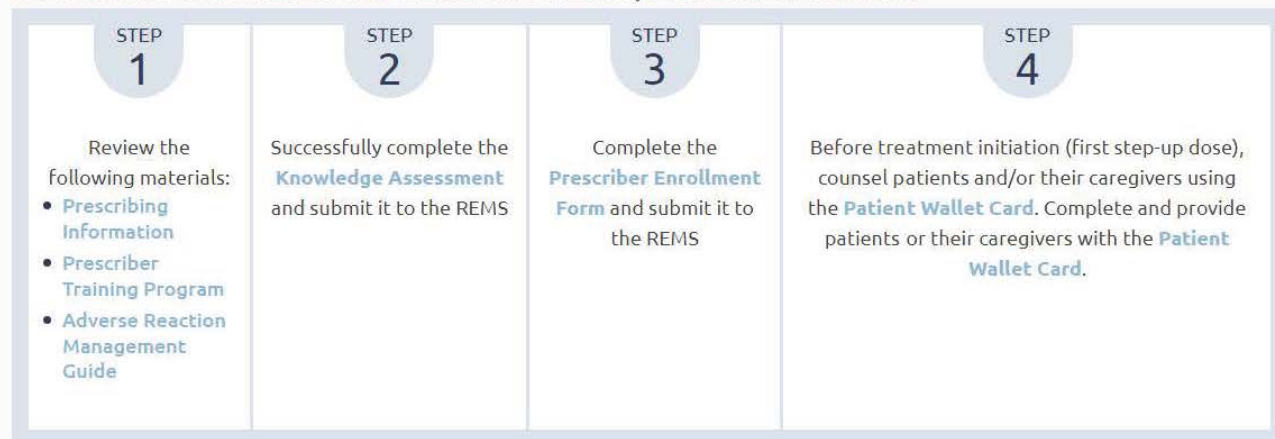 STEP
1
Review the
following materials:
• Prescribing
Information
• Prescriber
Training Program
• Adverse Reaction
Management
Guide
STEP
2
Successfully complete the
Knowledge Assessment
and submit it to the REMS
STEP
3
Complete the
Prescriber Enrollment
Form and submit it to
the REMS
STEP
4
Before treatment initiation (first step-up dose),
counsel patients and/or their caregivers using
the Patient Wallet Card. Complete and provide
patients or their caregivers with the Patient
Wallet Card.